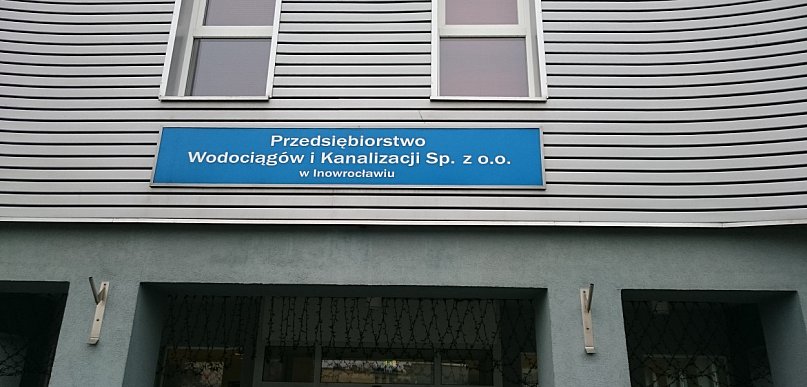 Przedsiębiorstwo
Wodociągów i Kanalizacji Sp. z o.o.
w Inowrocławiu